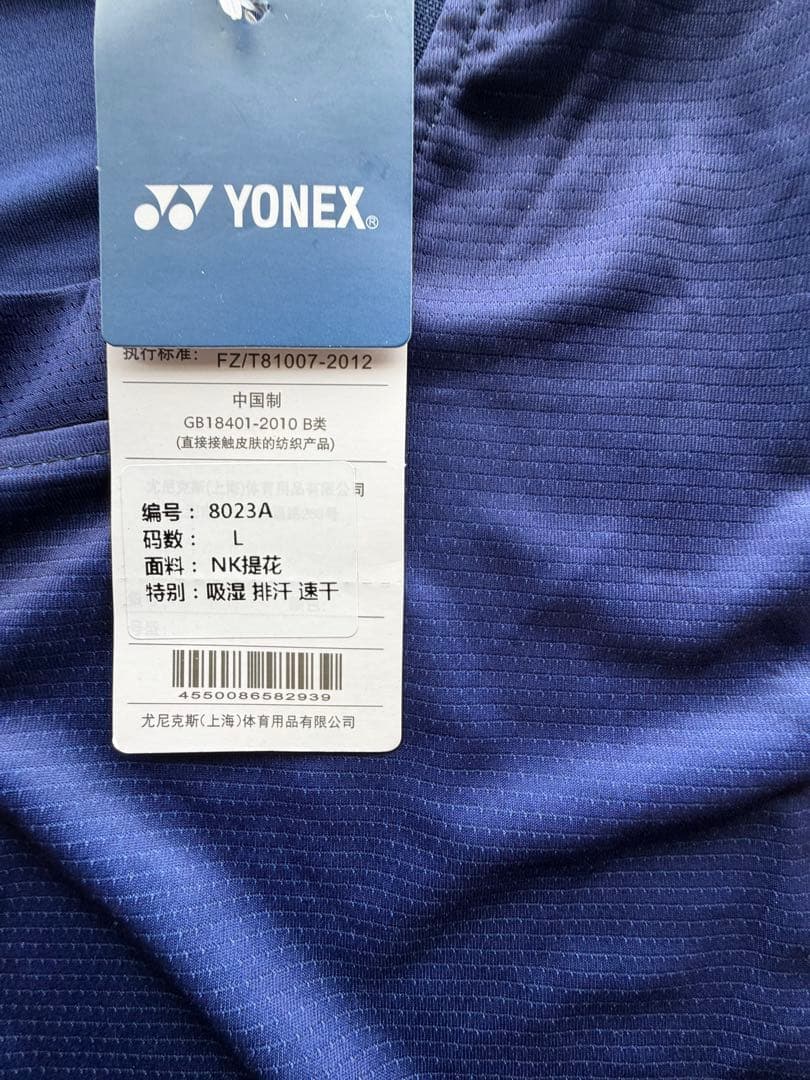 YONEX®
执行标准: FZ/T81007-2012
中国制
GB18401-2010 B类
(直接接触皮肤的纺织产品)
尤尼克斯(上海)体育用品有限公司
编号：8023A
码数： L
面料：NK提花
特别：吸湿 排汗 速干
4550086582939
尤尼克斯(上海)体育用品有限公司